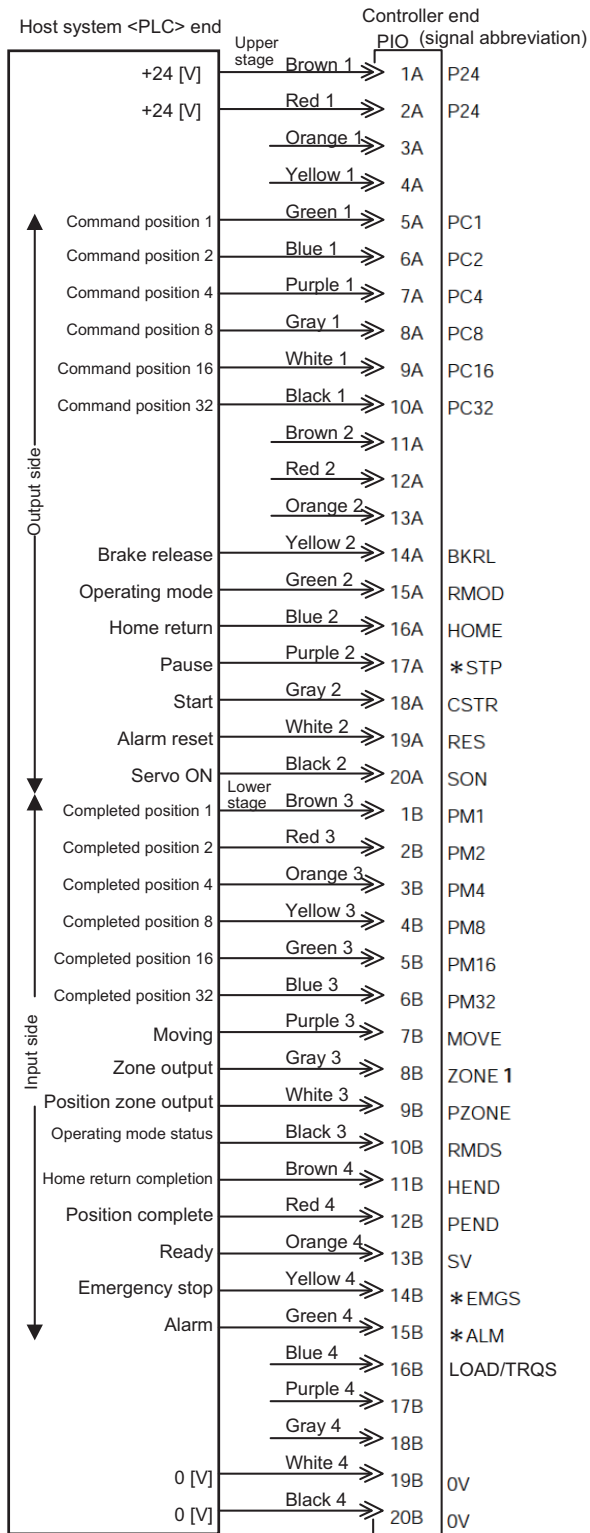 Host system <PLC> end
Controller end
PIO (signal abbreviation)
Upper stage
+24 [V] Brown 1 1A P24
+24 [V] Red 1 2A P24
Orange 1 3A
Yellow 1 4A
Output side
Command position 1 Green 1 5A PC1
Command position 2 Blue 1 6A PC2
Command position 4 Purple 1 7A PC4
Command position 8 Gray 1 8A PC8
Command position 16 White 1 9A PC16
Command position 32 Black 1 10A PC32
Brown 2 11A
Red 2 12A
Orange 2 13A
Brake release Yellow 2 14A BKRL
Operating mode Green 2 15A RMOD
Home return Blue 2 16A HOME
Pause Purple 2 17A *STP
Start Gray 2 18A CSTR
Alarm reset White 2 19A RES
Servo ON Black 2 20A SON
Lower stage
Input side
Completed position 1 Brown 3 1B PM1
Completed position 2 Red 3 2B PM2
Completed position 4 Orange 3 3B PM4
Completed position 8 Yellow 3 4B PM8
Completed position 16 Green 3 5B PM16
Completed position 32 Blue 3 6B PM32
Moving Purple 3 7B MOVE
Zone output Gray 3 8B ZONE 1
Position zone output White 3 9B PZONE
Operating mode status Black 3 10B RMDS
Home return completion Brown 4 11B HEND
Position complete Red 4 12B PEND
Ready Orange 4 13B SV
Emergency stop Yellow 4 14B *EMGS
Alarm Green 4 15B *ALM
Blue 4 16B LOAD/TRQS
Purple 4 17B
Gray 4 18B
0 [V] White 4 19B 0V
0 [V] Black 4 20B 0V